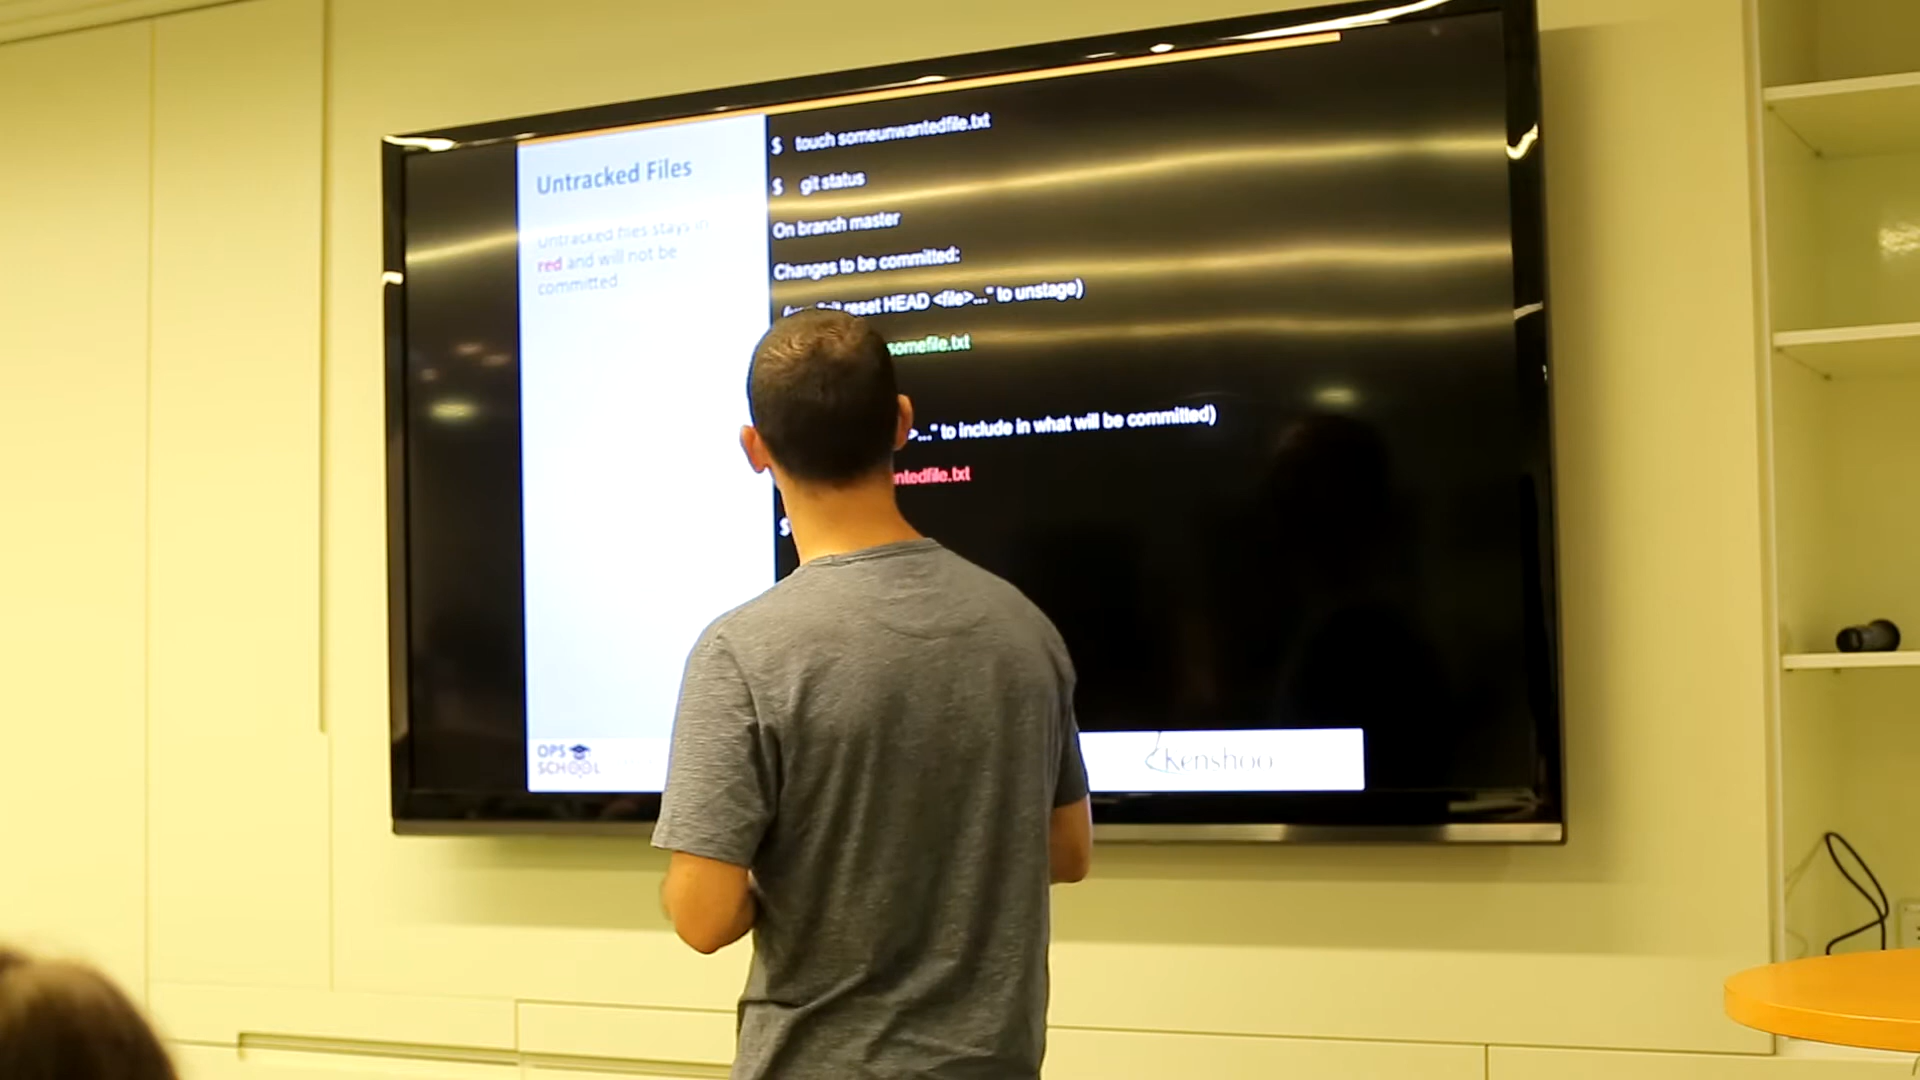 Untracked Files
Untracked files stays in
red and will not be
committed
$ touch someunwantedfile.txt
$ git status
On branch master
Changes to be committed:
reset HEAD <file>..." to unstage)
somefile.txt
>..." to include in what will be committed)
ntedfile.txt
$
OPS
SCHOOL
Kenshoo